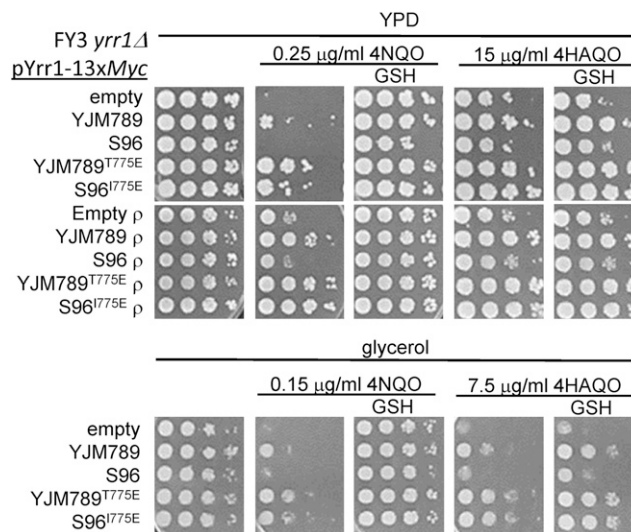 YPD
FY3 yrr1Δ
pYrr1-13xMyc
0.25 μg/ml 4NQO 15 μg/ml 4HAQO
GSH GSH
empty
YJM789
S96
YJM789T775E
S96I775E
Empty ρ
YJM789 ρ
S96 ρ
YJM789T775E ρ
S96I775E ρ
glycerol
0.15 μg/ml 4NQO 7.5 μg/ml 4HAQO
GSH GSH
empty
YJM789
S96
YJM789T775E
S96I775E